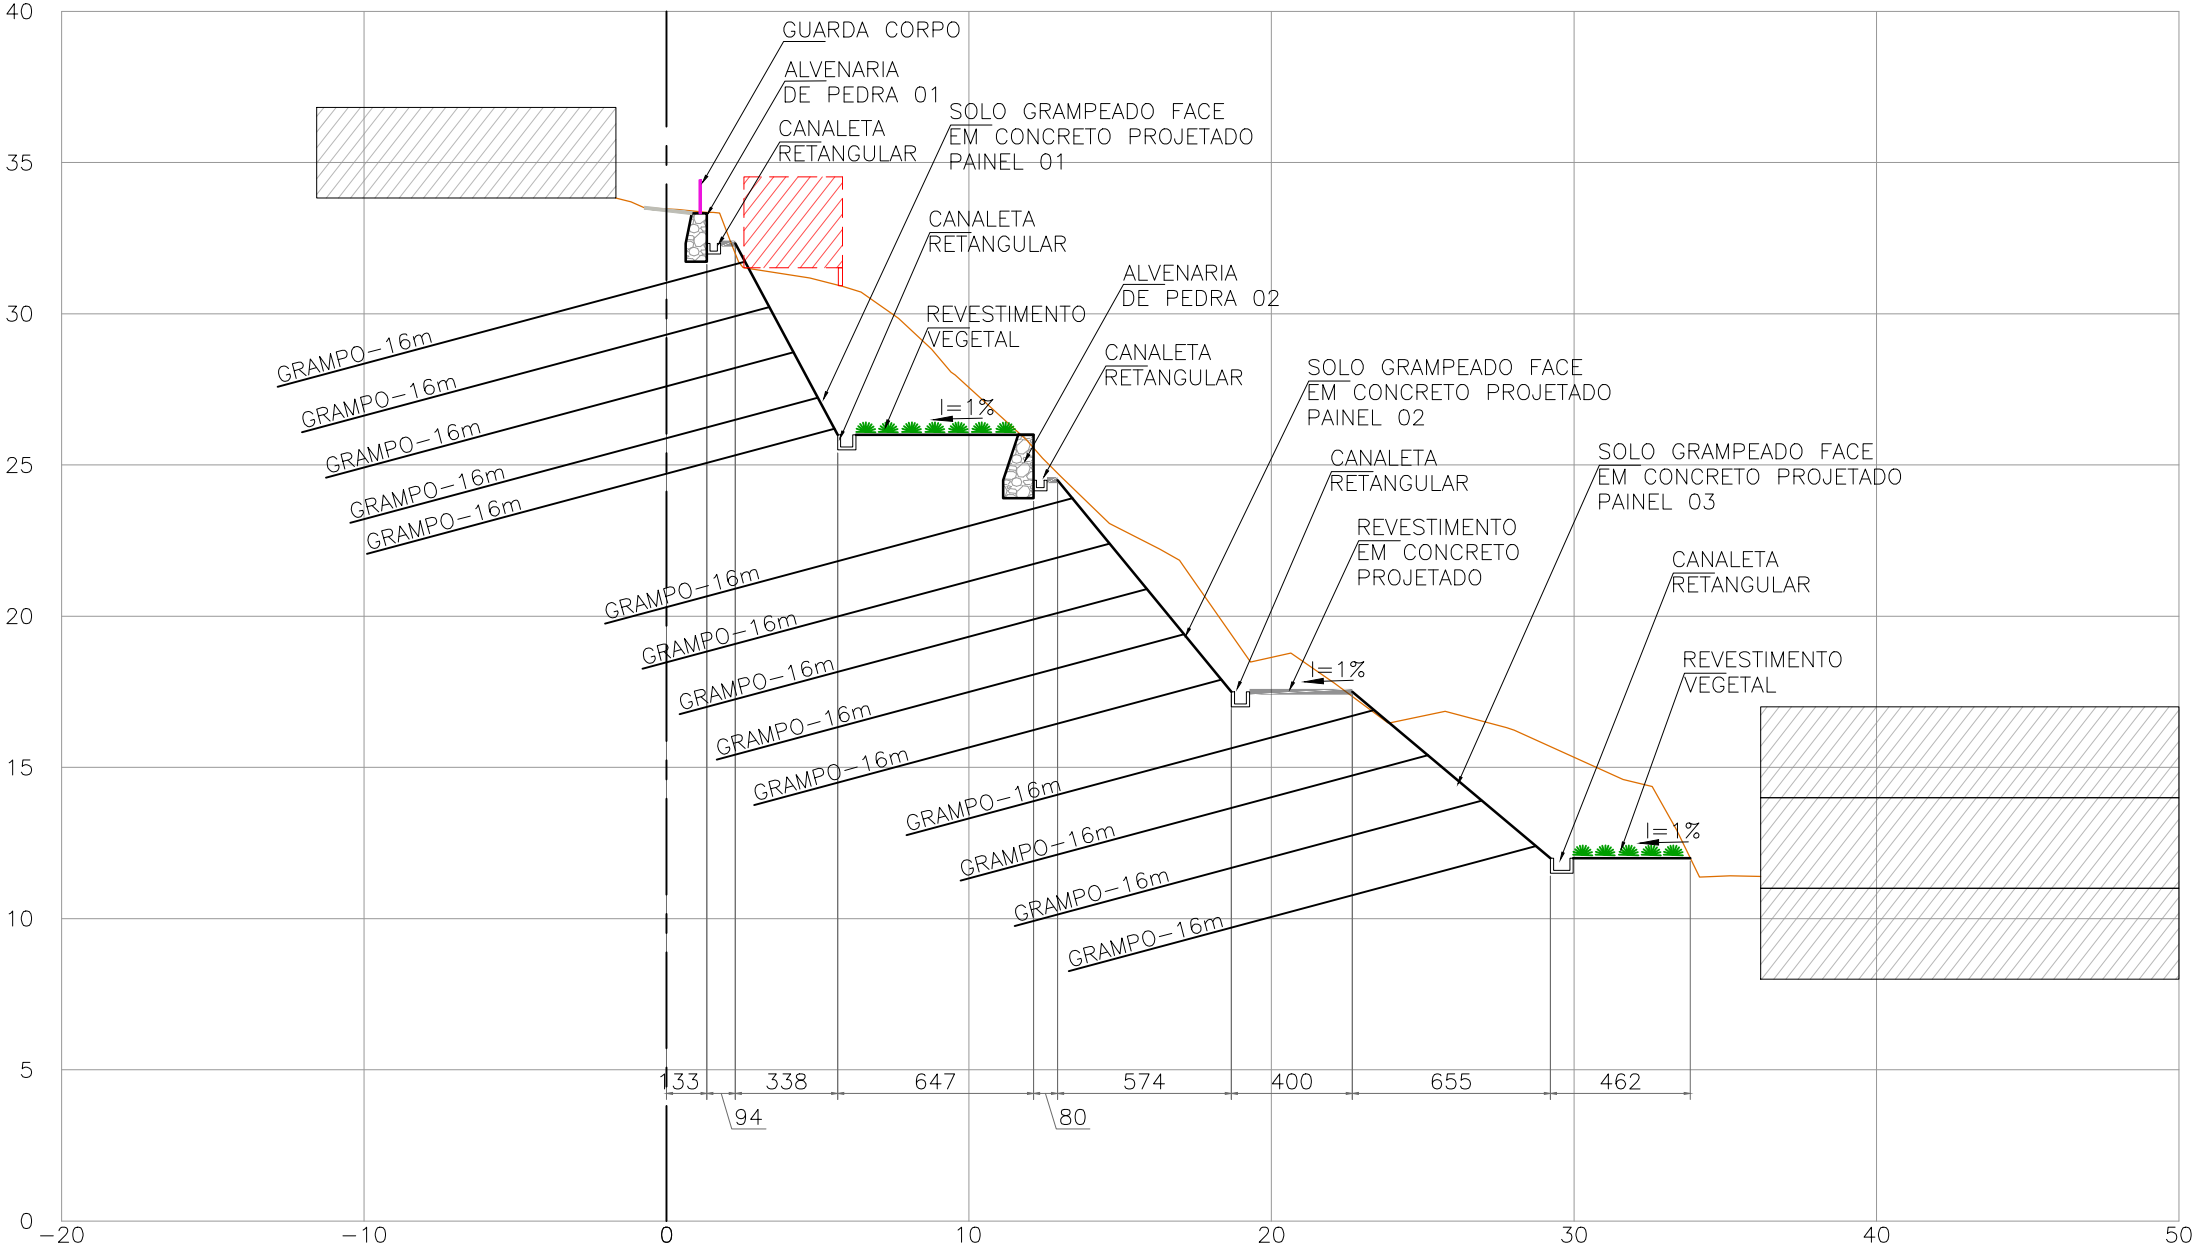 40
GUARDA CORPO
ALVENARIA
DE PEDRA 01
SOLO GRAMPEADO FACE
EM CONCRETO PROJETADO
PAINEL 01
CANALETA
RETANGULAR
35
CANALETA
RETANGULAR
ALVENARIA
DE PEDRA 02
30
REVESTIMENTO
VEGETAL
CANALETA
RETANGULAR
SOLO GRAMPEADO FACE
EM CONCRETO PROJETADO
PAINEL 02
GRAMPO-16m
GRAMPO-16m
GRAMPO-16m
GRAMPO-16m
GRAMPO-16m
I=1%
25
CANALETA
RETANGULAR
SOLO GRAMPEADO FACE
EM CONCRETO PROJETADO
PAINEL 03
REVESTIMENTO
EM CONCRETO
PROJETADO
CANALETA
RETANGULAR
20
GRAMPO-16m
GRAMPO-16m
GRAMPO-16m
GRAMPO-16m
GRAMPO-16m
I=1%
REVESTIMENTO
VEGETAL
15
GRAMPO-16m
GRAMPO-16m
GRAMPO-16m
GRAMPO-16m
I=1%
10
5
133
338
647
574
400
655
462
94
80
0
-20
-10
0
10
20
30
40
50